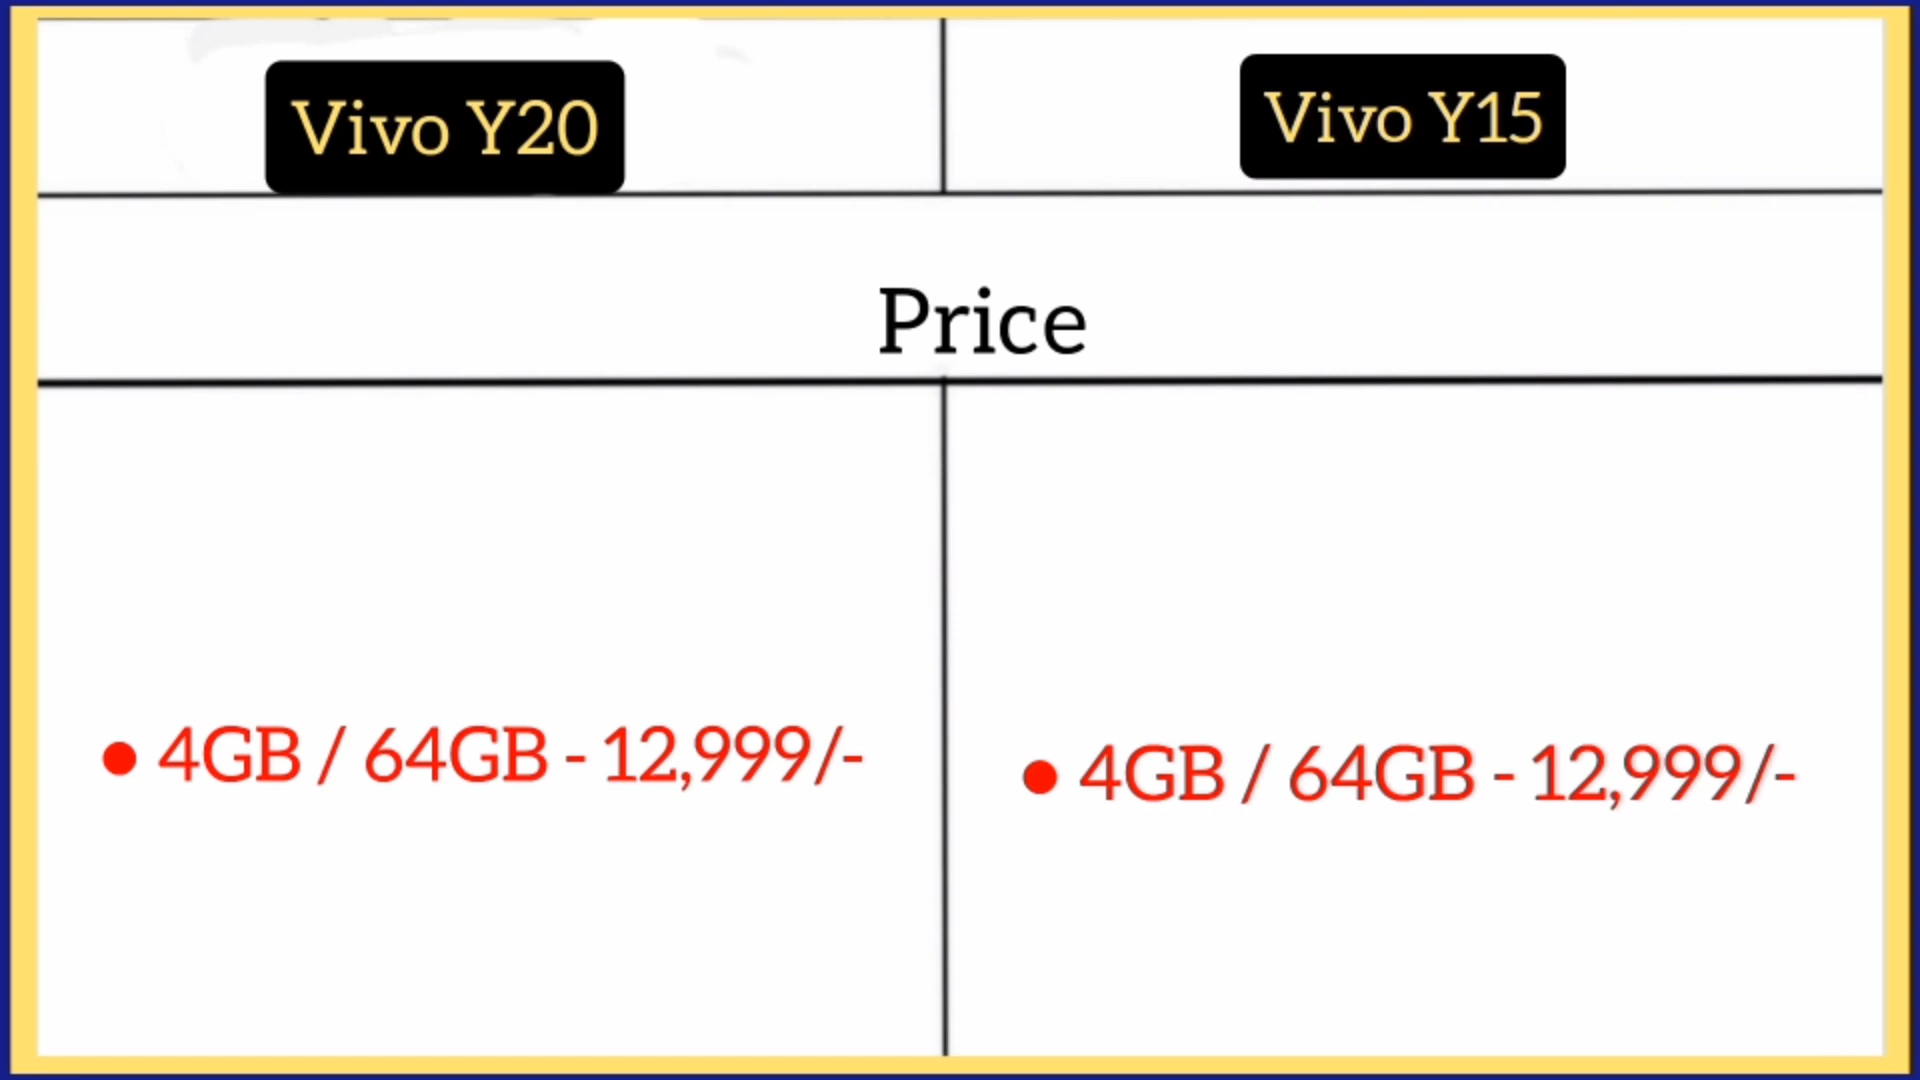 Vivo Y20
Vivo Y15
Price
• 4GB / 64GB - 12,999/-
• 4GB / 64GB - 12,999/-